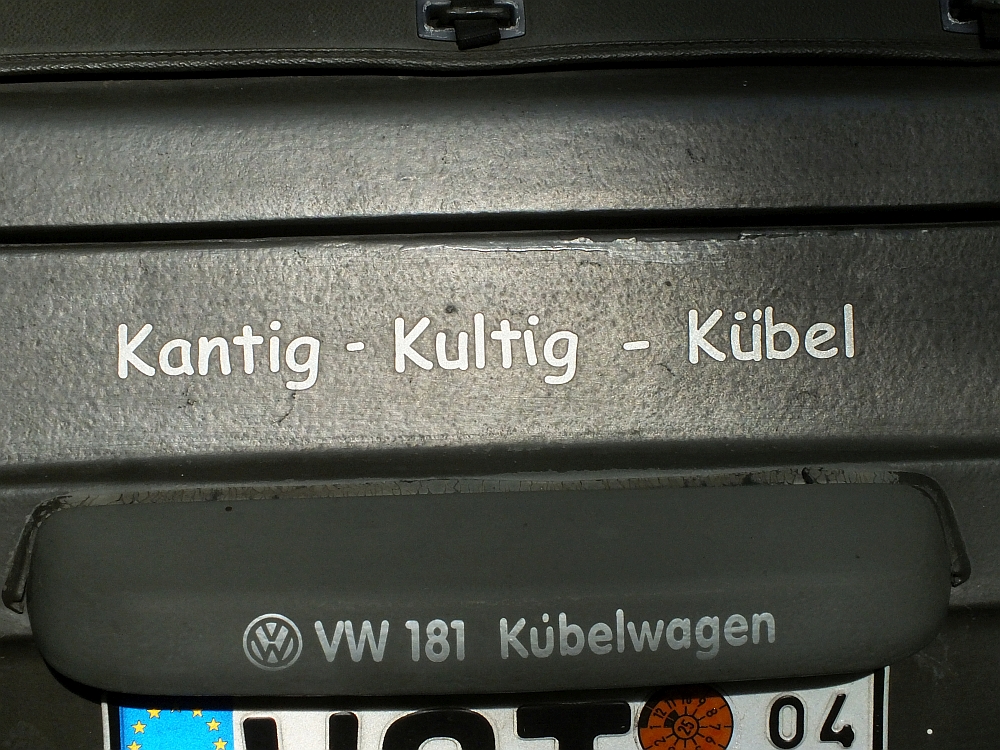 Kantig - Kultig - Kübel
VW 181 Kübelwagen
04